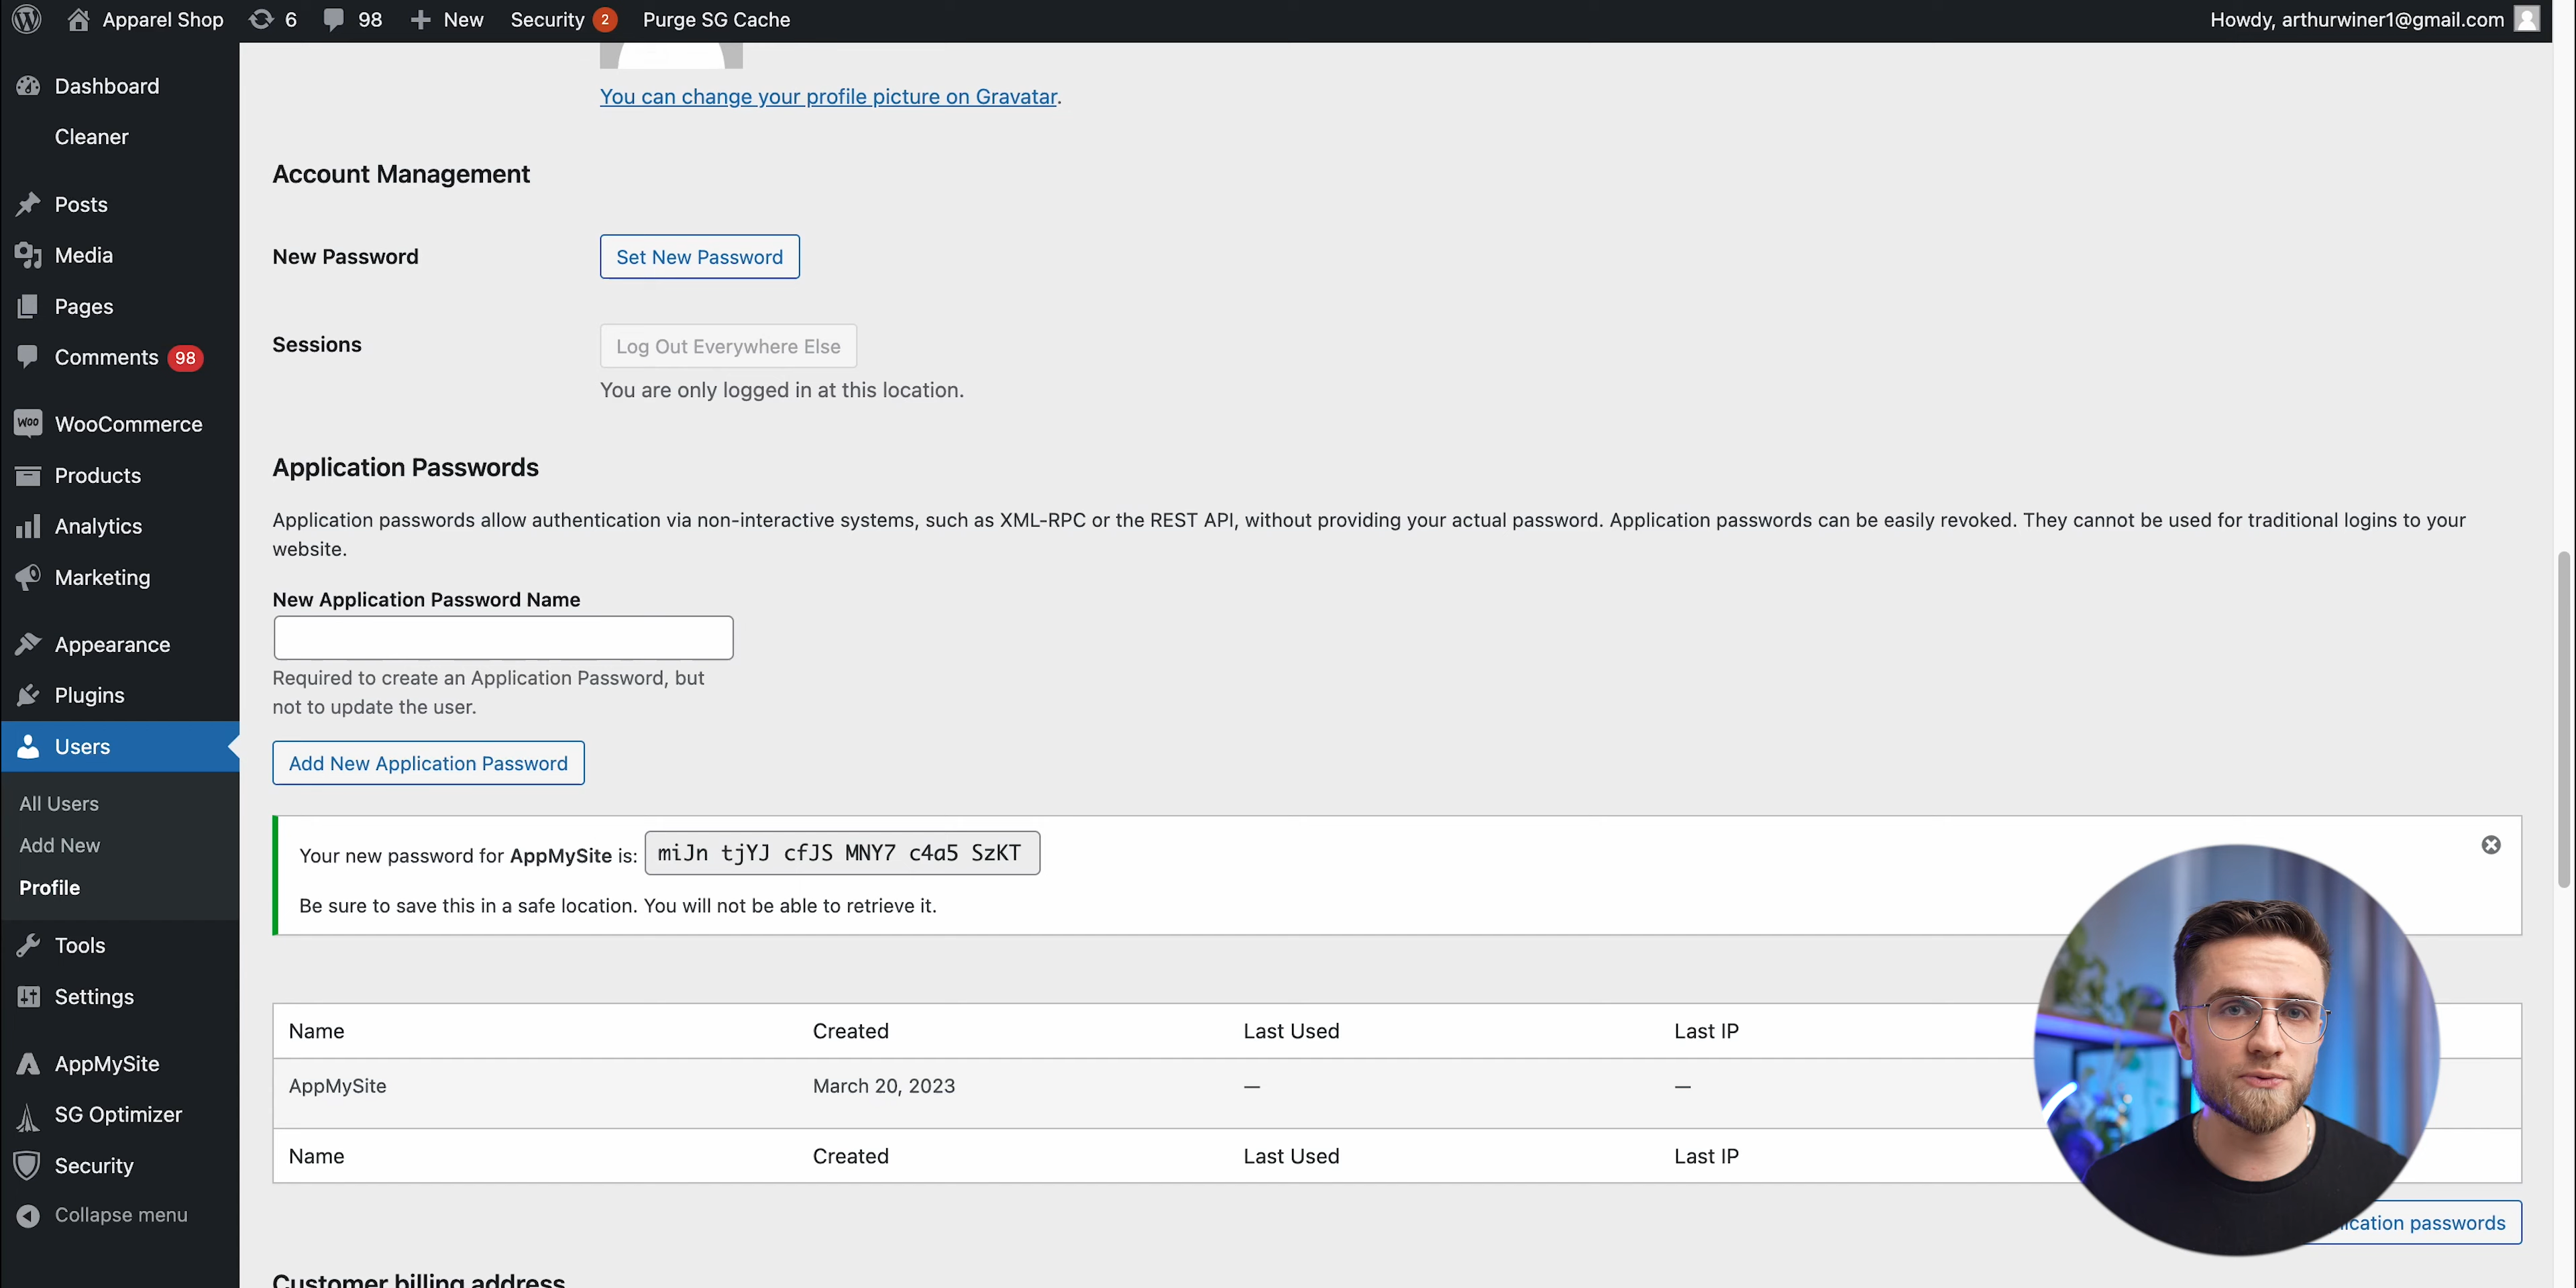 Apparel Shop 6 98 New Security 2 Purge SG Cache Howdy, arthurwiner1@gmail.com
Dashboard
Cleaner
Posts
Media
Pages
Comments 98
Woo WooCommerce
Products
Analytics
Marketing
Appearance
Plugins
Users
All Users
Add New
Profile
Tools
Settings
AppMySite
SG Optimizer
Security
Collapse menu
You can change your profile picture on Gravatar.
Account Management
New Password Set New Password
Sessions Log Out Everywhere Else
You are only logged in at this location.
Application Passwords
Application passwords allow authentication via non-interactive systems, such as XML-RPC or the REST API, without providing your actual password. Application passwords can be easily revoked. They cannot be used for traditional logins to your
website.
New Application Password Name
Required to create an Application Password, but
not to update the user.
Add New Application Password
Your new password for AppMySite is: miJn tjYJ cfJS MNY7 c4a5 SzKT
Be sure to save this in a safe location. You will not be able to retrieve it.
Name Created Last Used Last IP
AppMySite March 20, 2023 — —
Name Created Last Used Last IP
passwords
Customer billing address